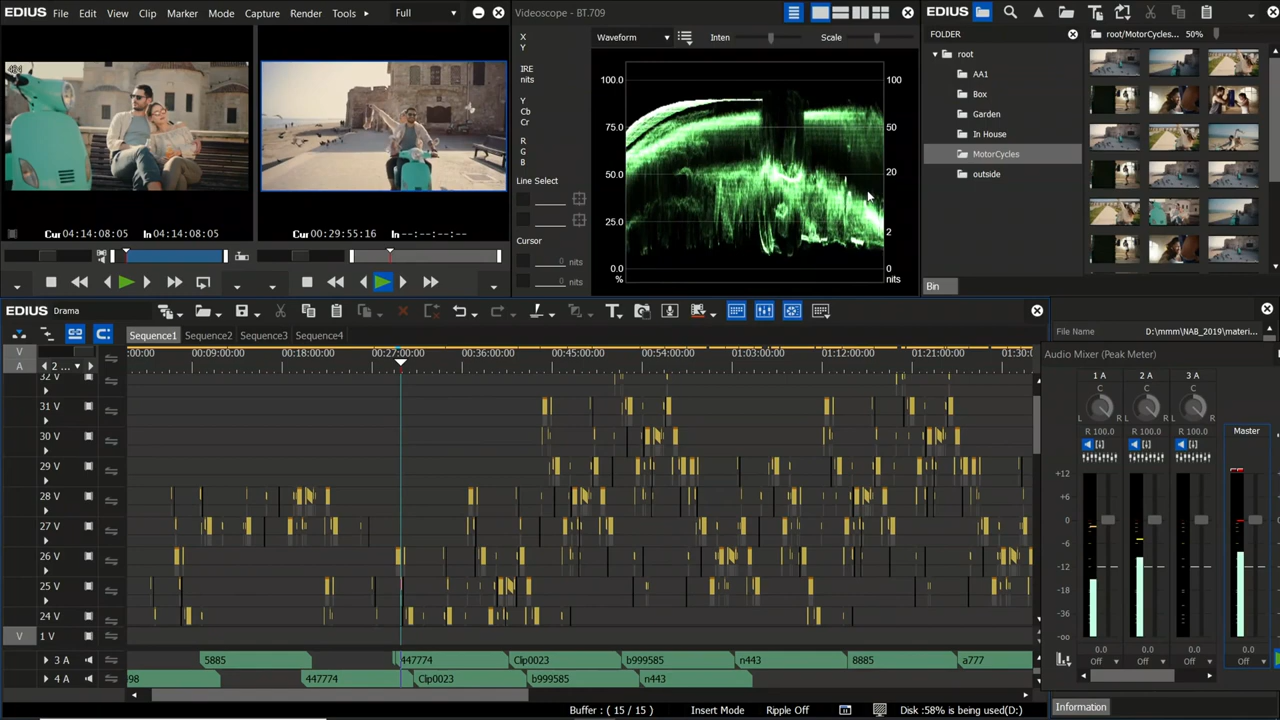 EDIUS File Edit View Clip Marker Mode Capture Render Tools Full
Videoscope - BT.709
EDIUS
X
Y
IRE
nits
Y
Cb
Cr
R
G
B
Line Select
Cursor
0 nits
0 nits
Waveform Inten Scale
100.0 100
75.0 50
50.0 20
25.0 2
0.0 0
% nits
FOLDER
root
AA1
Box
Garden
In House
MotorCycles
outside
root/MotorCycles... 50%
Bin
Cur 04:14:08:05 In 04:14:08:05
Cur 00:29:55:16 In --:--:--:--
EDIUS Drama
Sequence1 Sequence2 Sequence3 Sequence4
V
A
2 ...
:00:00 00:09:00:00 00:18:00:00 00:27:00:00 00:36:00:00 00:45:00:00 00:54:00:00 01:03:00:00 01:12:00:00 01:21:00:00 01:30:0
32 V
31 V
30 V
29 V
28 V
27 V
26 V
25 V
24 V
V 1 V
3 A 5885 447774 Clip0023 b999585 n443 8885 a777
4 A 98 447774 Clip0023 b999585 n443
Buffer : ( 15 / 15 ) Insert Mode Ripple Off Disk :58% is being used(D:)
File Name D:\mmm\NAB_2019\materi...
Audio Mixer (Peak Meter)
1 A 2 A 3 A
C C C
L R L R L R
R 100.0 R 100.0 R 100.0 Master
+12
+6
0
-6
-12
-18
-36
-oo
0.0 0.0 0.0 0.0
Off Off Off Off
Information